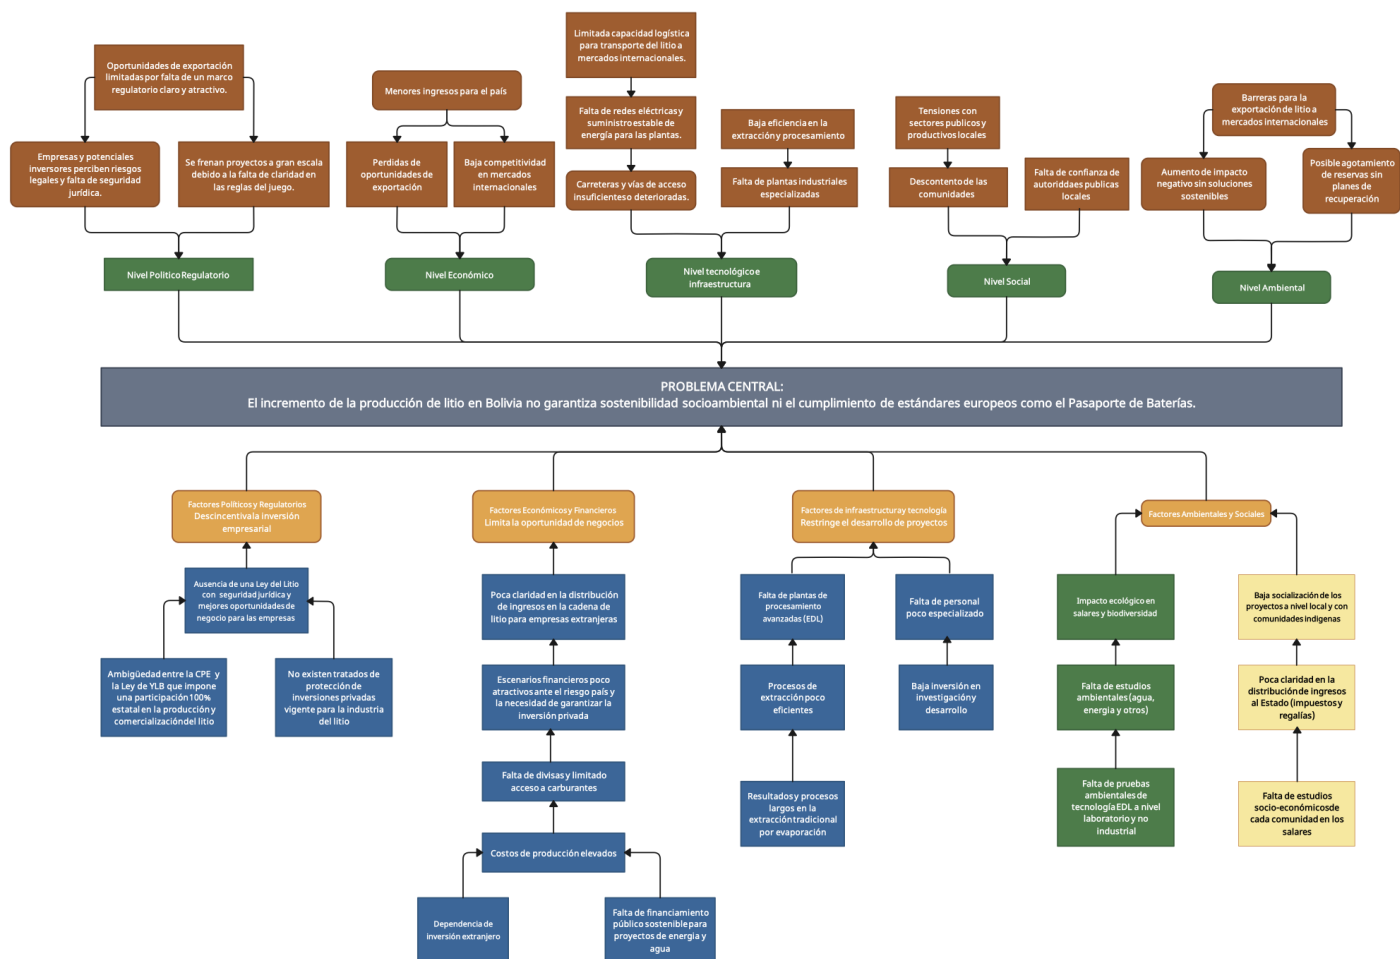 Oportunidades de exportación
limitadas por falta de un marco
regulatorio claro y atractivo.
Empresas y potenciales
inversores perciben riesgos
legales y falta de seguridad
jurídica.
Se frenan proyectos a gran escala
debido a la falta de claridad en
las reglas del juego.
Nivel Politico Regulatorio
Menores ingresos para el país
Perdidas de
oportunidades de
exportación
Baja competitividad
en mercados
internacionales
Nivel Económico
Limitada capacidad logística
para transporte del litio a
mercados internacionales.
Falta de redes eléctricas y
suministro estable de
energía para las plantas.
Carreteras y vías de acceso
insuficientes o deterioradas.
Baja eficiencia en la
extracción y procesamiento
Falta de plantas industriales
especializadas
Nivel tecnológico e
infraestructura
Tensiones con
sectores publicos y
productivos locales
Descontento de las
comunidades
Falta de confianza de
autoriddaes publicas
locales
Nivel Social
Barreras para la
exportación de litio a
mercados internacionales
Aumento de impacto
negativo sin soluciones
sostenibles
Posible agotamiento
de reservas sin
planes de
recuperación
Nivel Ambiental
PROBLEMA CENTRAL:
El incremento de la producción de litio en Bolivia no garantiza sostenibilidad socioambiental ni el cumplimiento de estándares europeos como el Pasaporte de Baterías.
Factores Políticos y Regulatorios
Descincentiva la inversión
empresarial
Ausencia de una Ley del Litio
con seguridad jurídica y
mejores oportunidades de
negocio para las empresas
Ambigüedad entre la CPE y
la Ley de YLB que impone
una participación 100%
estatal en la producción y
comercialización del litio
No existen tratados de
protección de
inversiones privadas
vigente para la industria
del litio
Factores Económicos y Financieros
Limita la oportunidad de negocios
Poca claridad en la distribución
de ingresos en la cadena de
litio para empresas extranjeras
Escenarios financieros poco
atractivos ante el riesgo país y
la necesidad de garantizar la
inversión privada
Falta de divisas y limitado
acceso a carburantes
Costos de producción elevados
Dependencia de
inversión extranjero
Falta de financiamiento
público sostenible para
proyectos de energía y
agua
Factores de infraestructura y tecnología
Restringe el desarrollo de proyectos
Falta de plantas de
procesamiento
avanzadas (EDL)
Procesos de
extracción poco
eficientes
Resultados y procesos
largos en la
extracción tradicional
por evaporación
Falta de personal
poco especializado
Baja inversión en
investigación y
desarrollo
Factores Ambientales y Sociales
Impacto ecológico en
salares y biodiversidad
Falta de estudios
ambientales (agua,
energia y otros)
Falta de pruebas
ambientales de
tecnología EDL a nivel
laboratorio y no
industrial
Baja socialización de los
proyectos a nivel local y con
comunidades indigenas
Poca claridad en la
distribución de ingresos
al Estado (impuestos y
regalías)
Falta de estudios
socio-económicos de
cada comunidad en los
salares